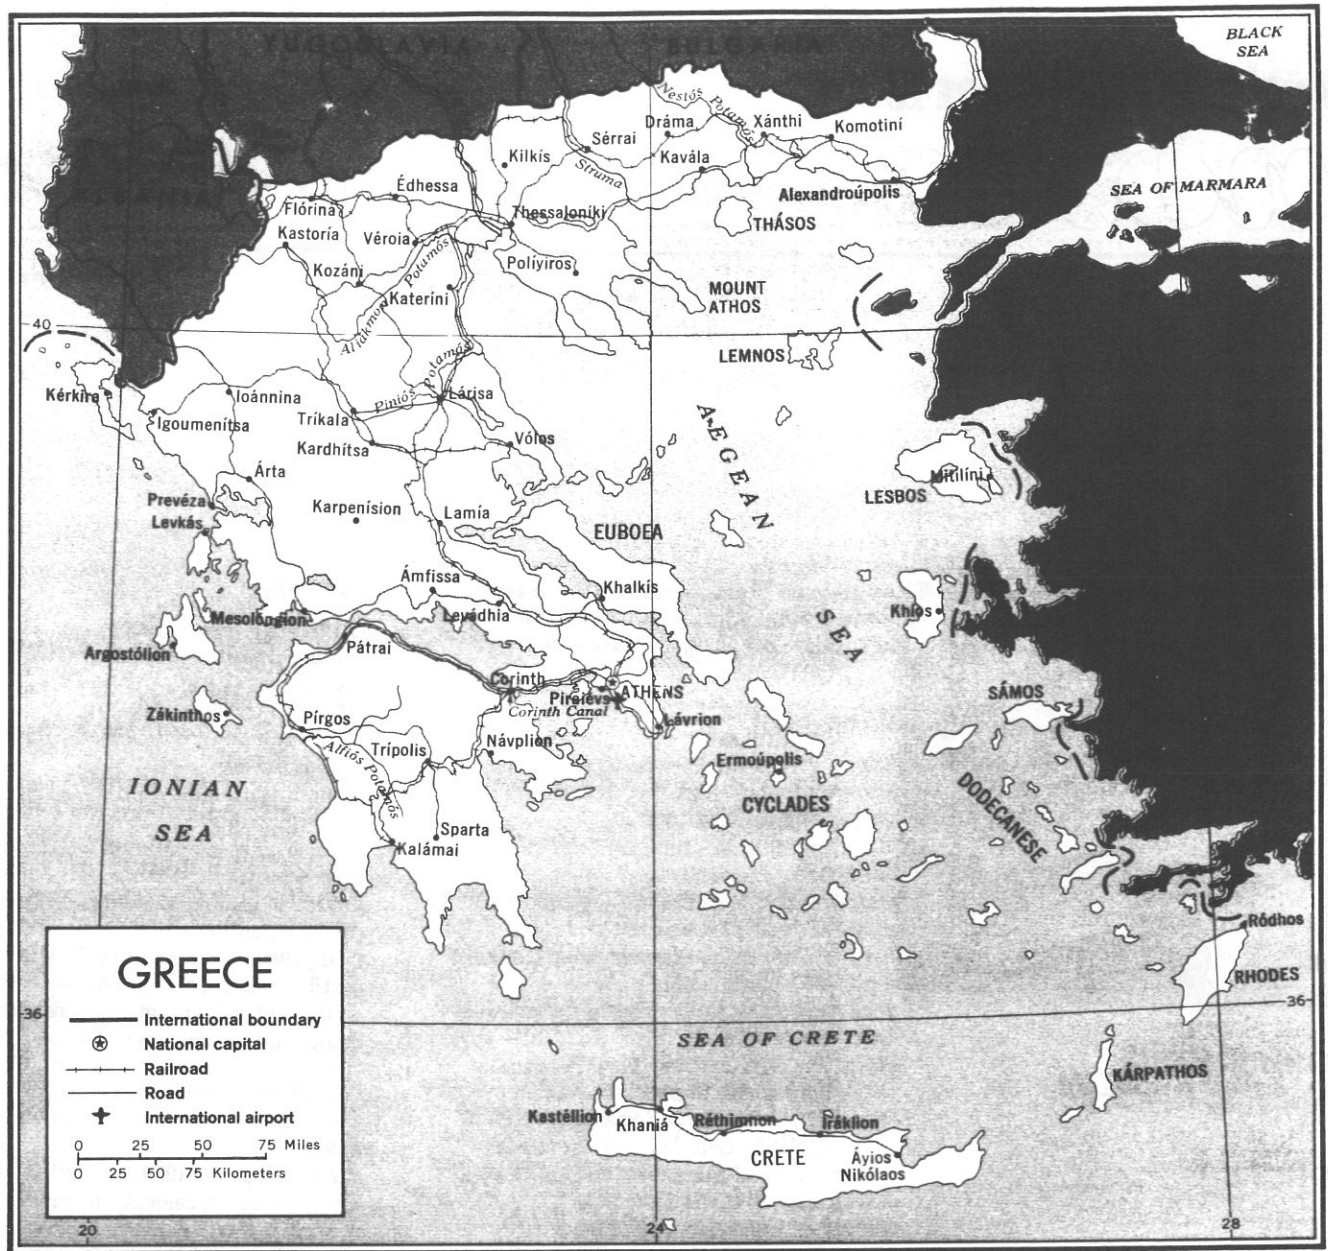 YUGOSLAVIA
BULGARIA
BLACK
SEA
Nestós Potamós
Dráma
Xánthi
Komotiní
Sérrai
Kilkís
Struma
Kavála
Alexandroúpolis
SEA OF MARMARA
Édhessa
Flórina
Thessaloníki
THÁSOS
Kastoría
Véroia
Kozáni
Políyiros
Kateríni
Aliákmon Potamós
MOUNT
ATHOS
40
LEMNOS
Kérkira
Ioánnina
Piniós Potamós
Lárisa
Igoumenítsa
Tríkala
Kardhítsa
Vólos
AEGEAN
SEA
Árta
Mitilíni
LESBOS
Prevéza
Levkás
Karpenísion
Lamía
EUBOEA
Ámfissa
Khalkís
Mesolóngion
Levádhia
Khíos
Argostólion
Pátrai
Corinth
ATHENS
Piraiévs
Corinth Canal
SÁMOS
Zákinthos
Pírgos
Lávrion
Alfiós Potamós
Trípolis
Návplion
Ermoúpolis
IONIAN
SEA
CYCLADES
DODECANESE
Sparta
Kalámai
Ródhos
RHODES
36
36
SEA OF CRETE
KÁRPATHOS
Kastéllion
Khaniá
Réthimnon
Iráklion
CRETE
Áyios
Nikólaos
GREECE
International boundary
National capital
Railroad
Road
International airport
0 25 50 75 Miles
0 25 50 75 Kilometers
20
24
28